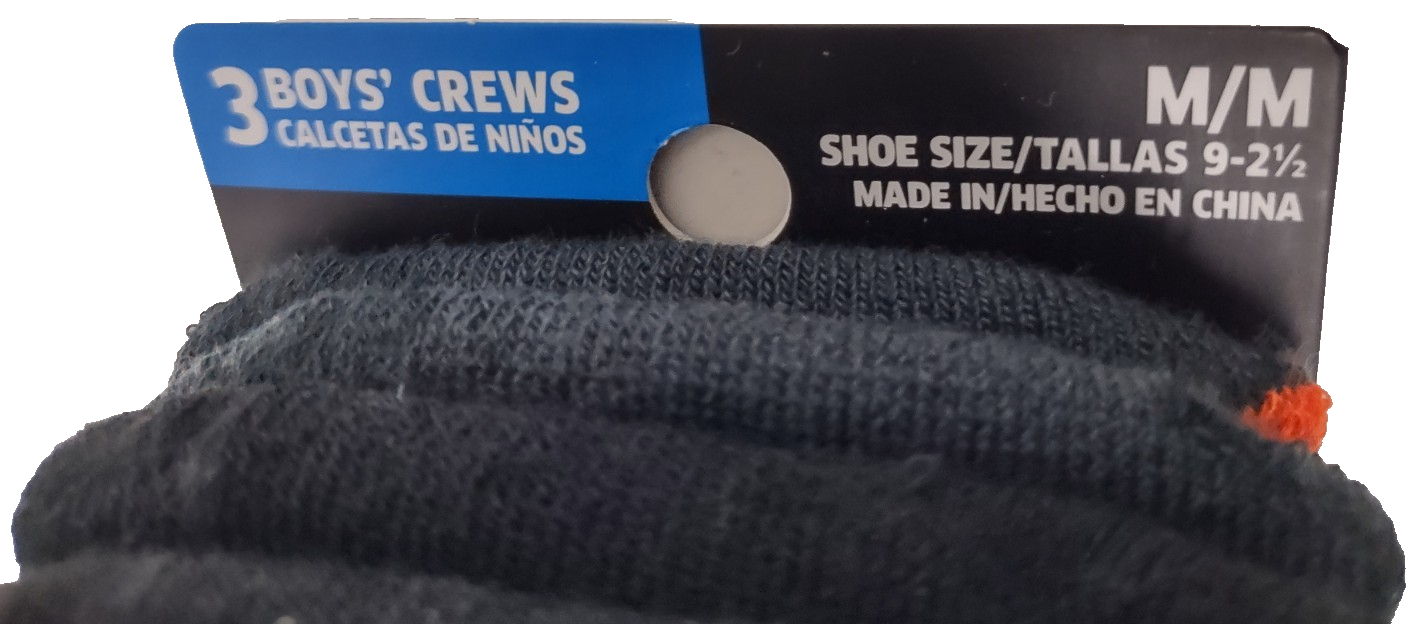 3 BOYS' CREWS
CALCETAS DE NIÑOS
M/M
SHOE SIZE/TALLAS 9-2½
MADE IN/HECHO EN CHINA